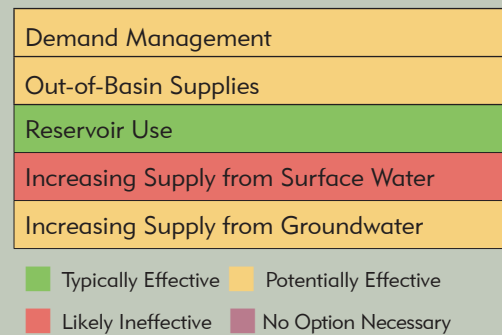 Demand Management
Out-of-Basin Supplies
Reservoir Use
Increasing Supply from Surface Water
Increasing Supply from Groundwater
Typically Effective Potentially Effective
Likely Ineffective No Option Necessary